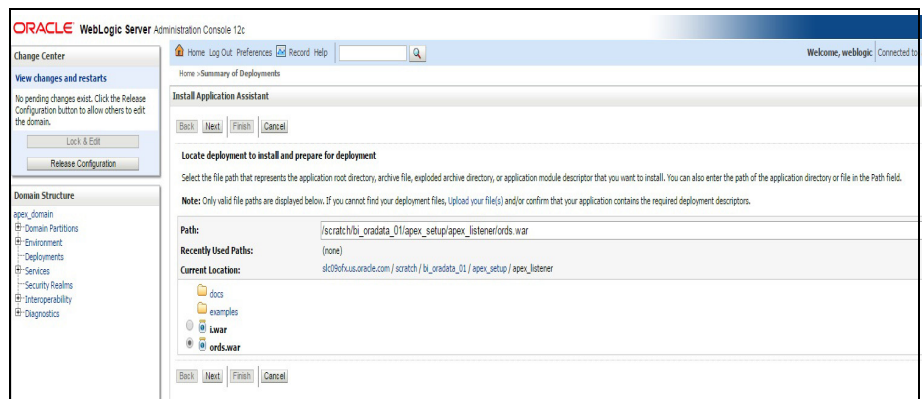 ORACLE WebLogic Server Administration Console 12c
Change Center
View changes and restarts
No pending changes exist. Click the Release
Configuration button to allow others to edit
the domain.
Lock & Edit
Release Configuration
Domain Structure
apex_domain
Domain Partitions
Environment
Deployments
Services
Security Realms
Interoperability
Diagnostics
Home Log Out Preferences Record Help
Welcome, weblogic Connected to
Home >Summary of Deployments
Install Application Assistant
Back Next Finish Cancel
Locate deployment to install and prepare for deployment
Select the file path that represents the application root directory, archive file, exploded archive directory, or application module descriptor that you want to install. You can also enter the path of the application directory or file in the Path field.
Note: Only valid file paths are displayed below. If you cannot find your deployment files, Upload your file(s) and/or confirm that your application contains the required deployment descriptors.
Path: /scratch/bi_oradata_01/apex_setup/apex_listener/ords.war
Recently Used Paths: (none)
Current Location: slc09ofx.us.oracle.com / scratch / bi_oradata_01 / apex_setup / apex_listener
docs
examples
i.war
ords.war
Back Next Finish Cancel